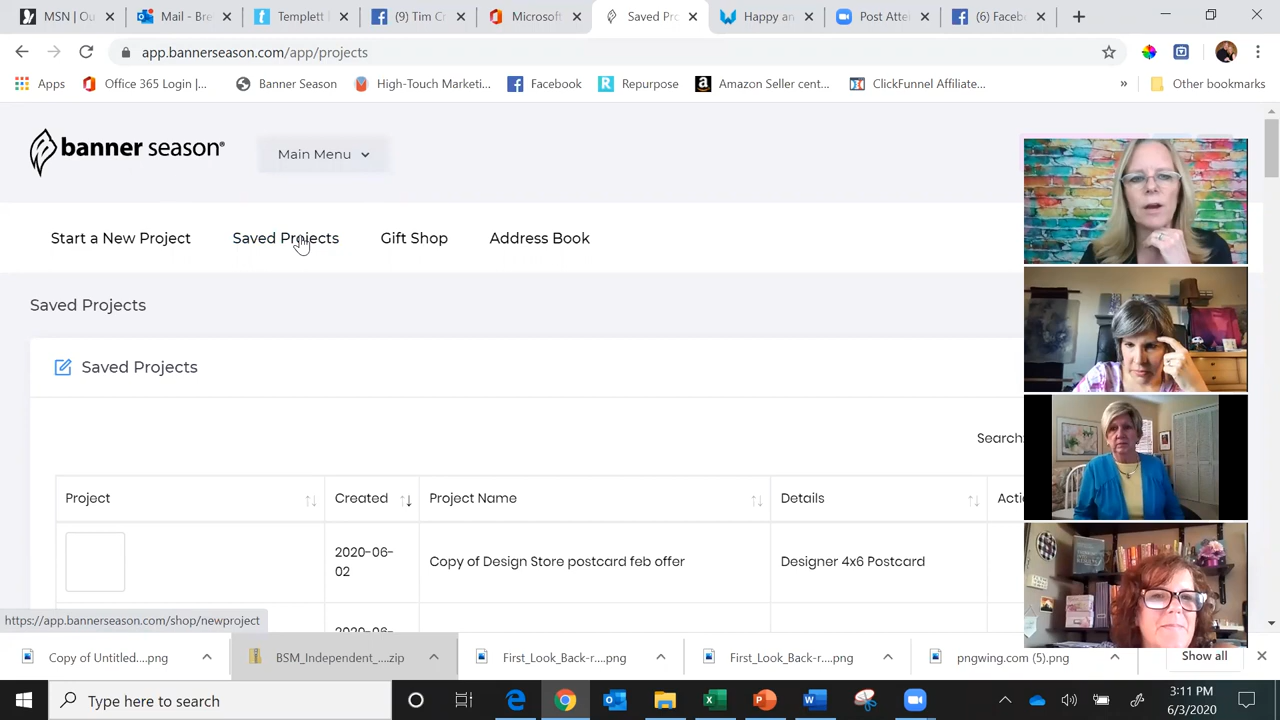 MSN | Ou
Mail - Bre
Templett
(9) Tim C
Microsoft
Saved Pro
Happy an
Post Atte
(6) Faceb
app.bannerseason.com/app/projects
Apps
Office 365 Login |...
Banner Season
High-Touch Marketi...
Facebook
Repurpose
Amazon Seller cent...
ClickFunnel Affiliate...
»
Other bookmarks
banner season®
Main Menu
Start a New Project
Saved Projects
Gift Shop
Address Book
Saved Projects
Saved Projects
Search:
Project
Created
Project Name
Details
Actio
2020-06-
02
Copy of Design Store postcard feb offer
Designer 4x6 Postcard
2020-06-
https://app.bannerseason.com/shop/newproject
Copy of Untitled....png
BSM_Independent_....zip
First_Look_Back-r....png
First_Look_Back-r....png
pngwing.com (5).png
Show all
Type here to search
3:11 PM
6/3/2020